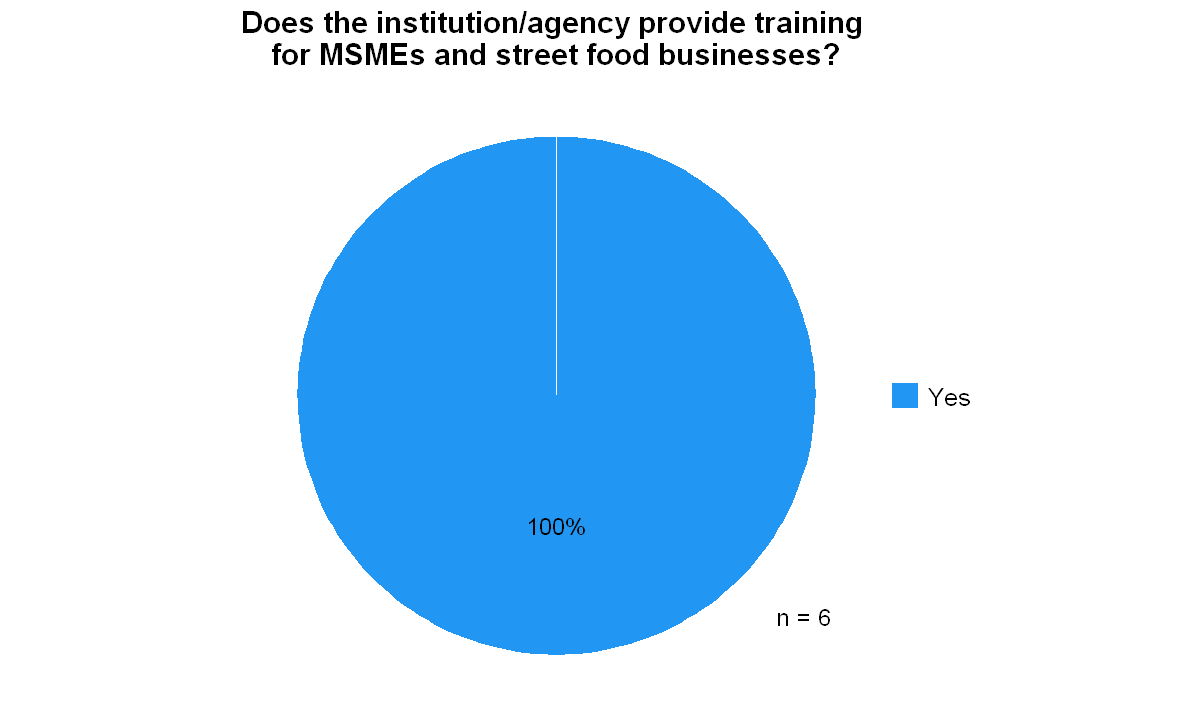 Does the institution/agency provide training
for MSMEs and street food businesses?
Yes
100%
n = 6